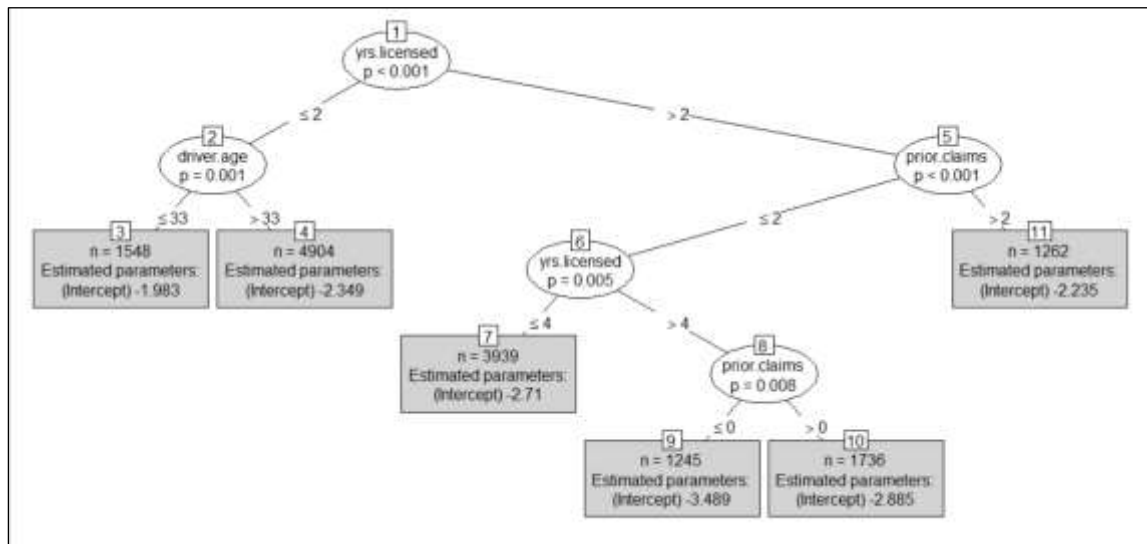 1
yrs.licensed
p < 0.001
≤ 2
> 2
2
driver.age
p = 0.001
5
prior.claims
p < 0.001
≤ 33
> 33
≤ 2
> 2
3
n = 1548
Estimated parameters:
(Intercept) -1.983
4
n = 4904
Estimated parameters:
(Intercept) -2.349
6
yrs.licensed
p = 0.005
11
n = 1262
Estimated parameters:
(Intercept) -2.235
≤ 4
> 4
7
n = 3939
Estimated parameters:
(Intercept) -2.71
8
prior.claims
p = 0.008
≤ 0
> 0
9
n = 1245
Estimated parameters:
(Intercept) -3.489
10
n = 1736
Estimated parameters:
(Intercept) -2.885